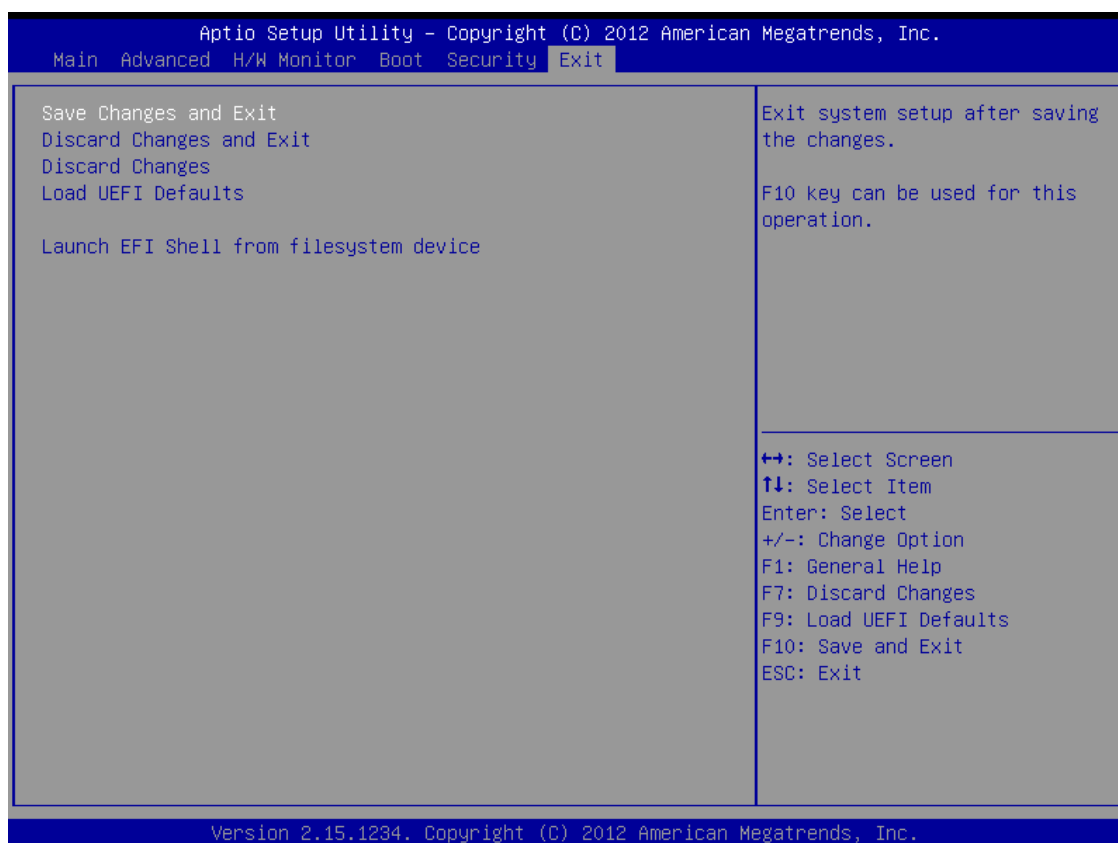 Aptio Setup Utility – Copyright (C) 2012 American Megatrends, Inc.
Main Advanced H/W Monitor Boot Security Exit
Save Changes and Exit
Discard Changes and Exit
Discard Changes
Load UEFI Defaults
Launch EFI Shell from filesystem device
Exit system setup after saving
the changes.
F10 key can be used for this
operation.
↔: Select Screen
↑↓: Select Item
Enter: Select
+/-: Change Option
F1: General Help
F7: Discard Changes
F9: Load UEFI Defaults
F10: Save and Exit
ESC: Exit
Version 2.15.1234. Copyright (C) 2012 American Megatrends, Inc.